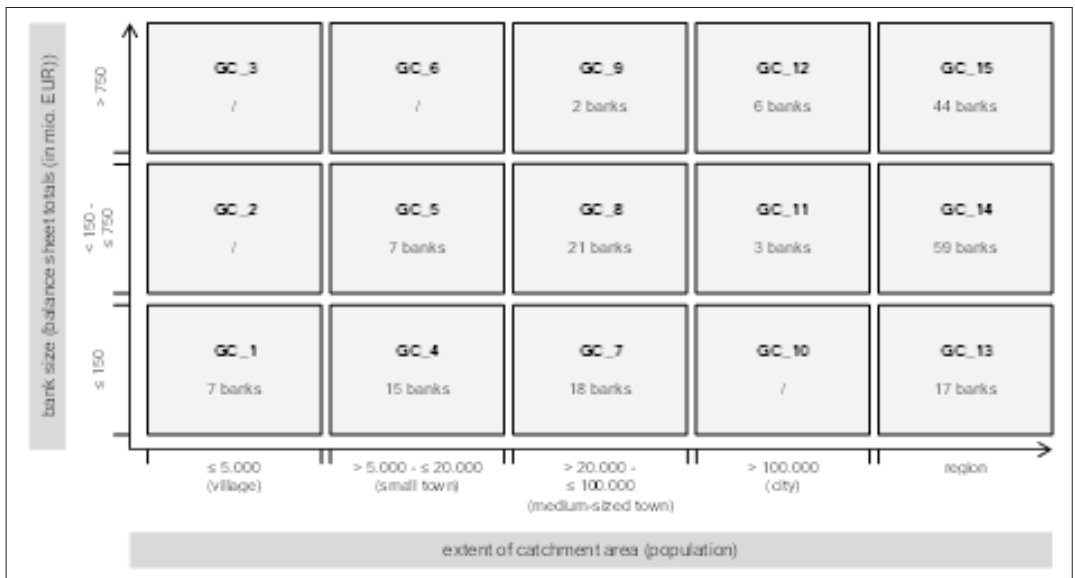 bank size (balance sheet totals (in mio. EUR))
> 750
GC_3
/
GC_6
/
GC_9
2 banks
GC_12
6 banks
GC_15
44 banks
< 150 -
≤ 750
GC_2
/
GC_5
7 banks
GC_8
21 banks
GC_11
3 banks
GC_14
59 banks
≤ 150
GC_1
7 banks
GC_4
15 banks
GC_7
18 banks
GC_10
/
GC_13
17 banks
≤ 5.000
(village)
> 5.000 - ≤ 20.000
(small town)
> 20.000 -
≤ 100.000
(medium-sized town)
> 100.000
(city)
region
extent of catchment area (population)